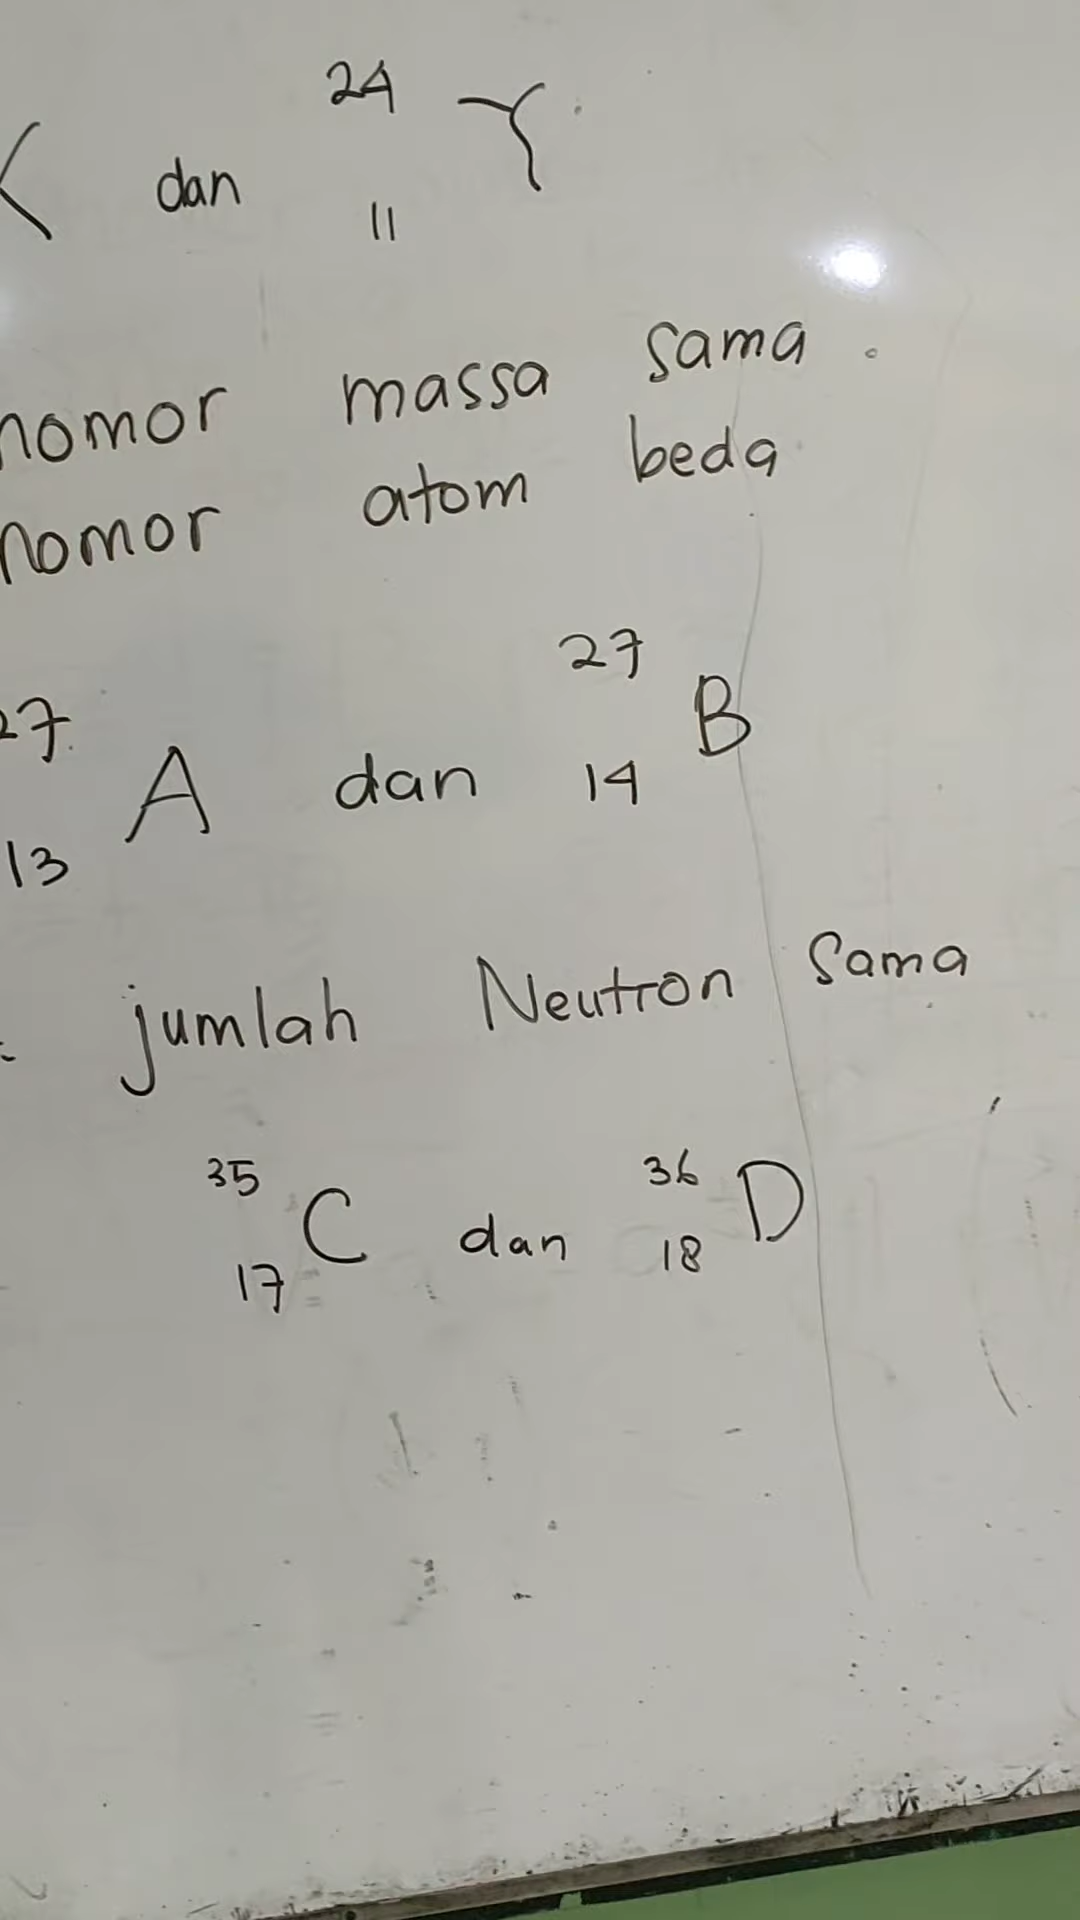 dan 24 11 Y
nomor massa sama
nomor atom beda
27 13 A dan 27 14 B
jumlah Neutron Sama
35 17 C dan 36 18 D